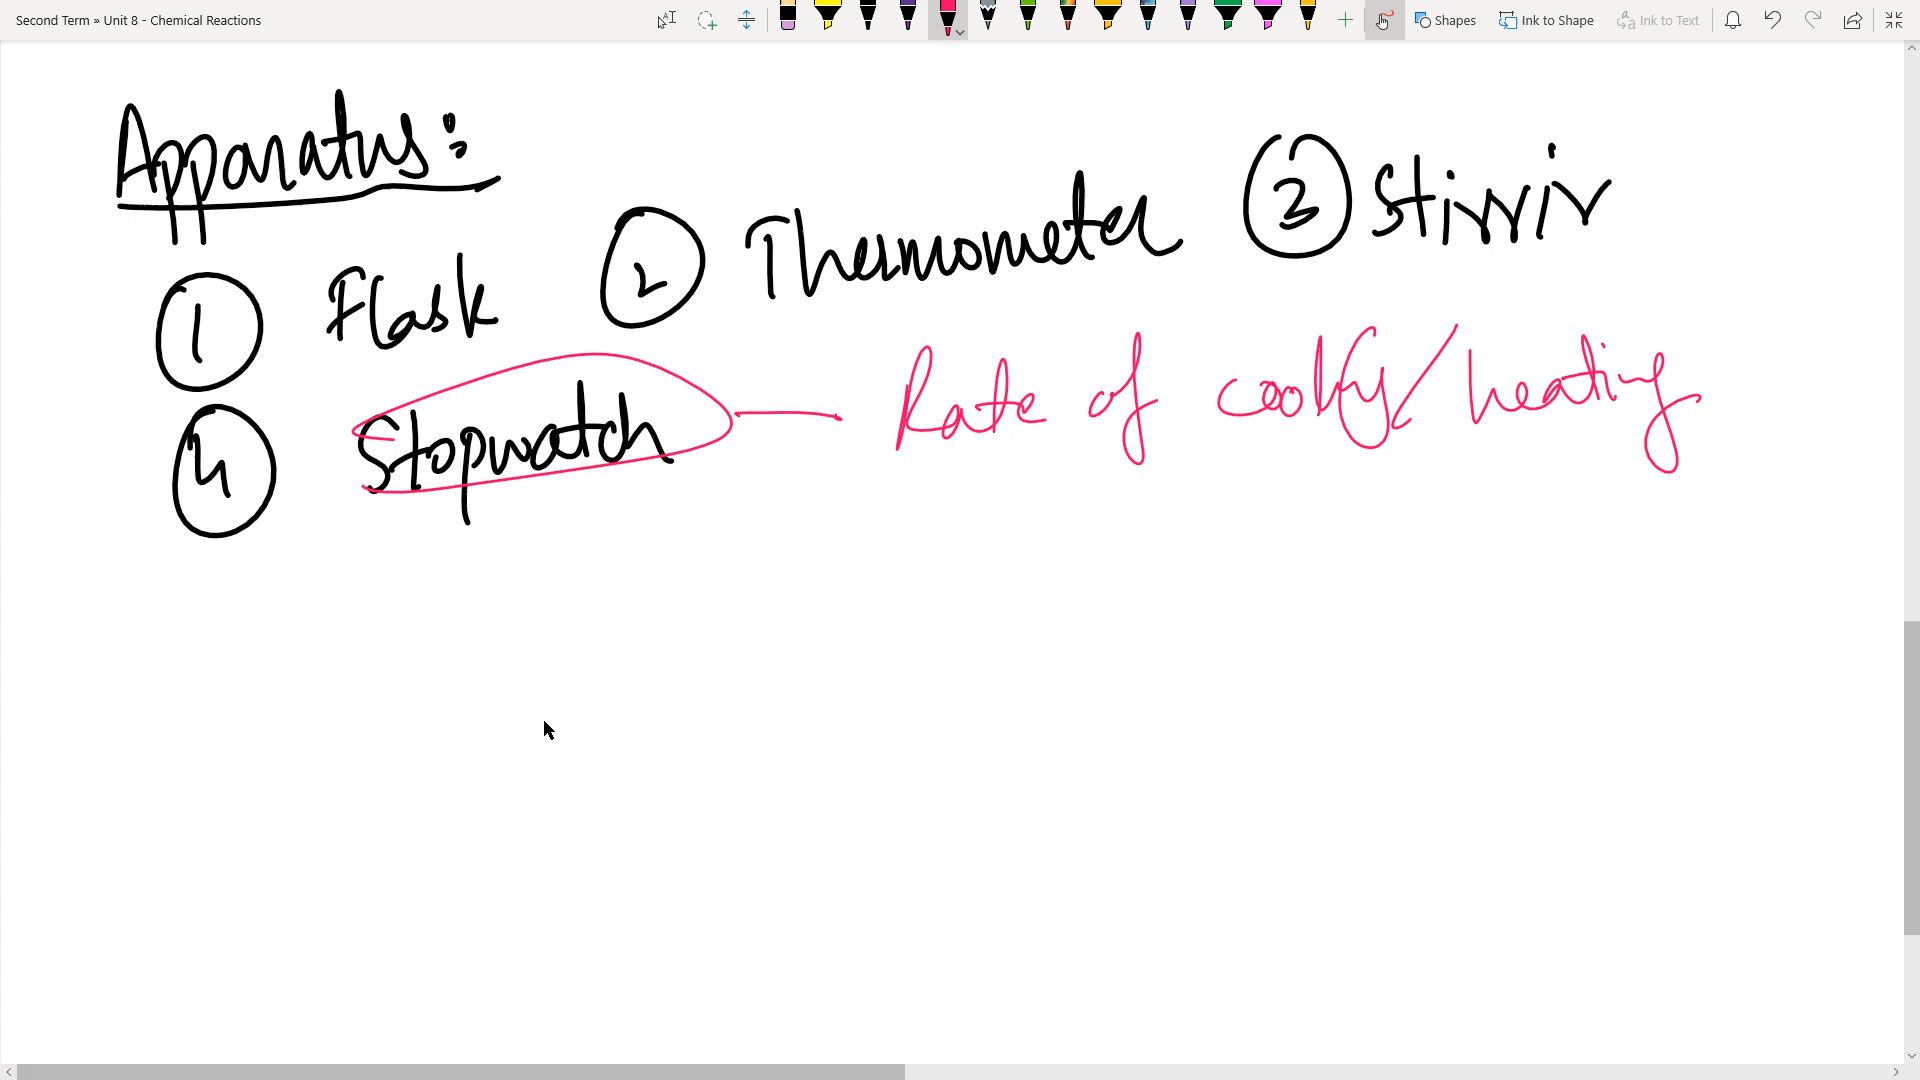 Second Term » Unit 8 - Chemical Reactions
Shapes
Ink to Shape
Ink to Text
Apparatus:
① Flask ② Thermometer ③ Stirrir
④ Stopwatch — Rate of cooling/heating